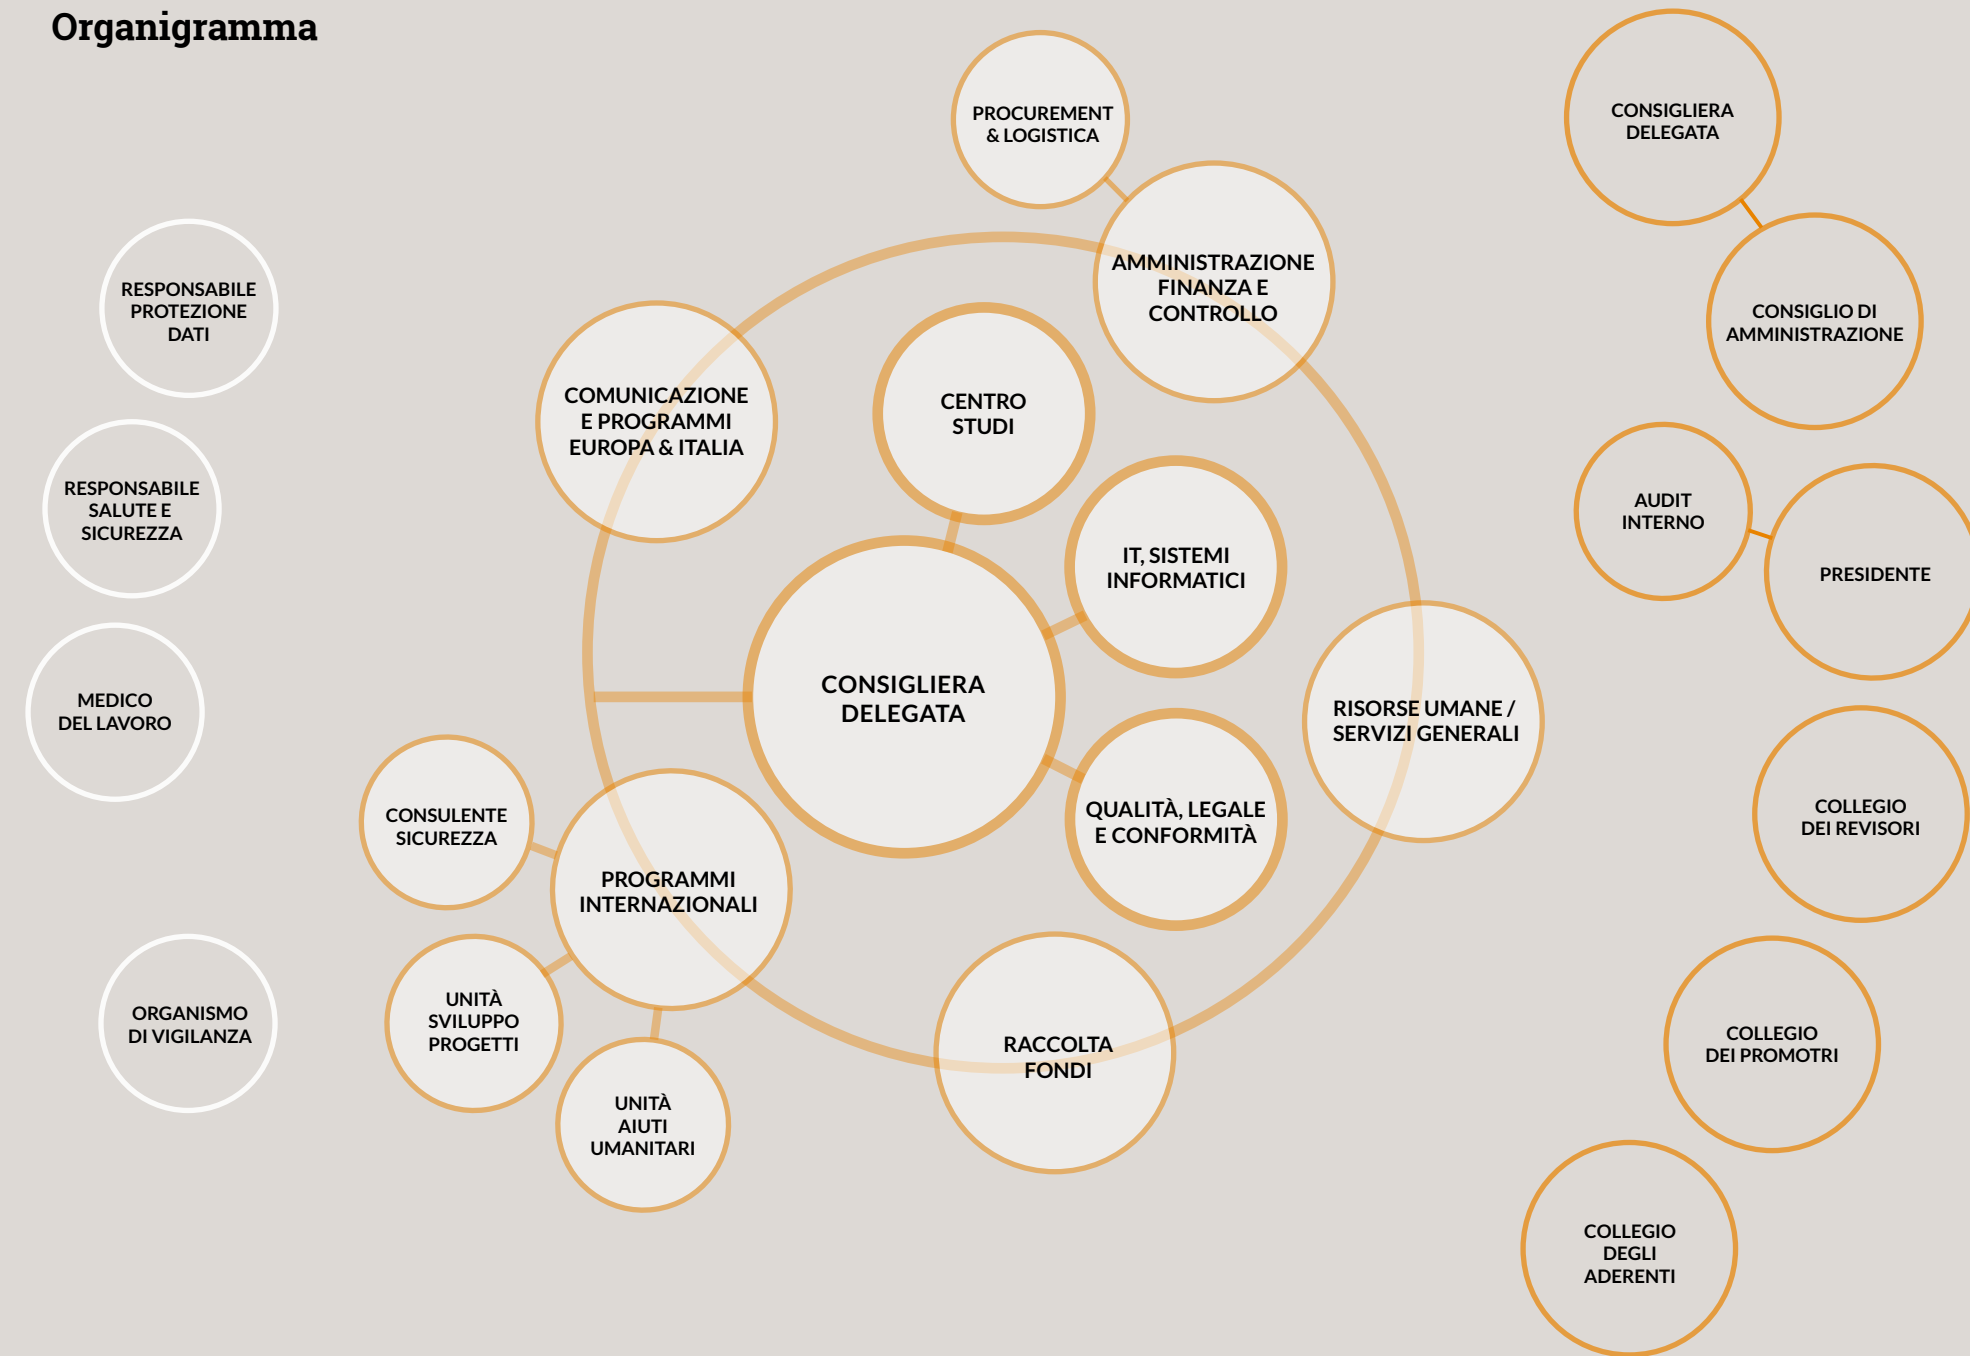 Organigramma
PROCUREMENT
& LOGISTICA
AMMINISTRAZIONE
FINANZA E
CONTROLLO
COMUNICAZIONE
E PROGRAMMI
EUROPA & ITALIA
CENTRO
STUDI
IT, SISTEMI
INFORMATICI
CONSIGLIERA
DELEGATA
QUALITÀ, LEGALE
E CONFORMITÀ
RISORSE UMANE /
SERVIZI GENERALI
PROGRAMMI
INTERNAZIONALI
CONSULENTE
SICUREZZA
UNITÀ
SVILUPPO
PROGETTI
UNITÀ
AIUTI
UMANITARI
RACCOLTA
FONDI
RESPONSABILE
PROTEZIONE
DATI
RESPONSABILE
SALUTE E
SICUREZZA
MEDICO
DEL LAVORO
ORGANISMO
DI VIGILANZA
CONSIGLIERA
DELEGATA
CONSIGLIO DI
AMMINISTRAZIONE
AUDIT
INTERNO
PRESIDENTE
COLLEGIO
DEI REVISORI
COLLEGIO
DEI PROMOTRI
COLLEGIO
DEGLI
ADERENTI